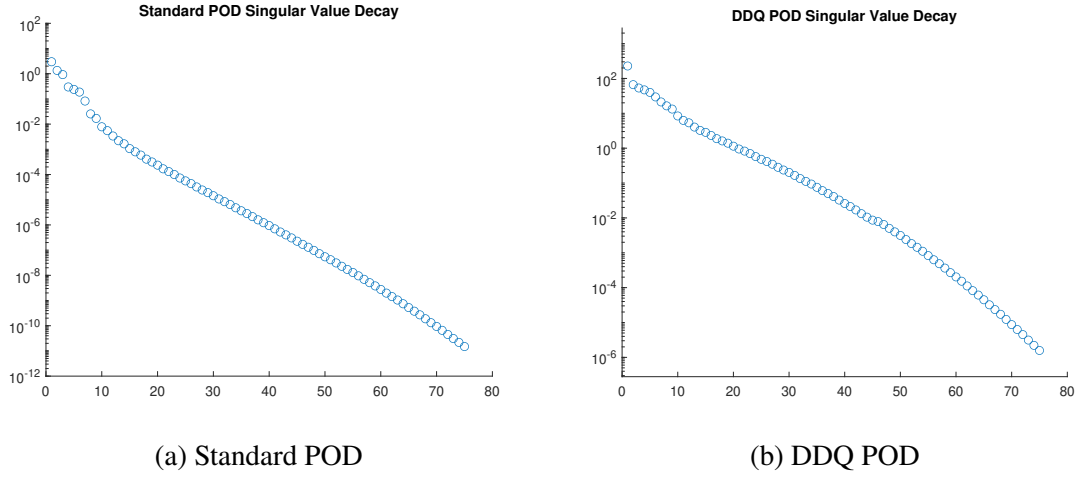 Standard POD Singular Value Decay
10^2
10^0
10^-2
10^-4
10^-6
10^-8
10^-10
10^-12
0 10 20 30 40 50 60 70 80
(a) Standard POD
DDQ POD Singular Value Decay
10^2
10^0
10^-2
10^-4
10^-6
0 10 20 30 40 50 60 70 80
(b) DDQ POD